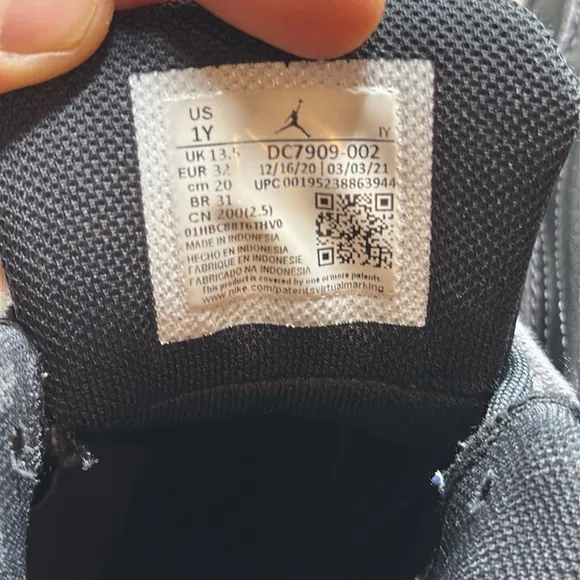 US
1Y
IY
UK 13.5
DC7909-002
EUR 32
12/16/20 | 03/03/21
cm 20
UPC 00195238863944
BR 31
CN 200(2.5)
MADE IN INDONESIA
HECHO EN INDONESIA
FABRIQUE EN INDONESIE
FABRICADO NA INDONESIA
This product is covered by one or more patents.
www.nike.com/patentsvirtualmarking